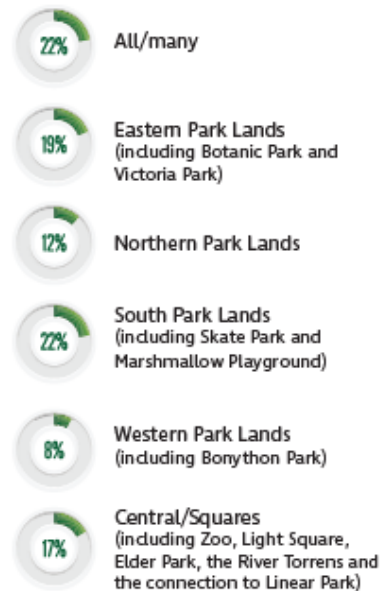 22%
All/many
19%
Eastern Park Lands
(including Botanic Park and
Victoria Park)
12%
Northern Park Lands
22%
South Park Lands
(including Skate Park and
Marshmallow Playground)
8%
Western Park Lands
(including Bonython Park)
17%
Central/Squares
(including Zoo, Light Square,
Elder Park, the River Torrens and
the connection to Linear Park)